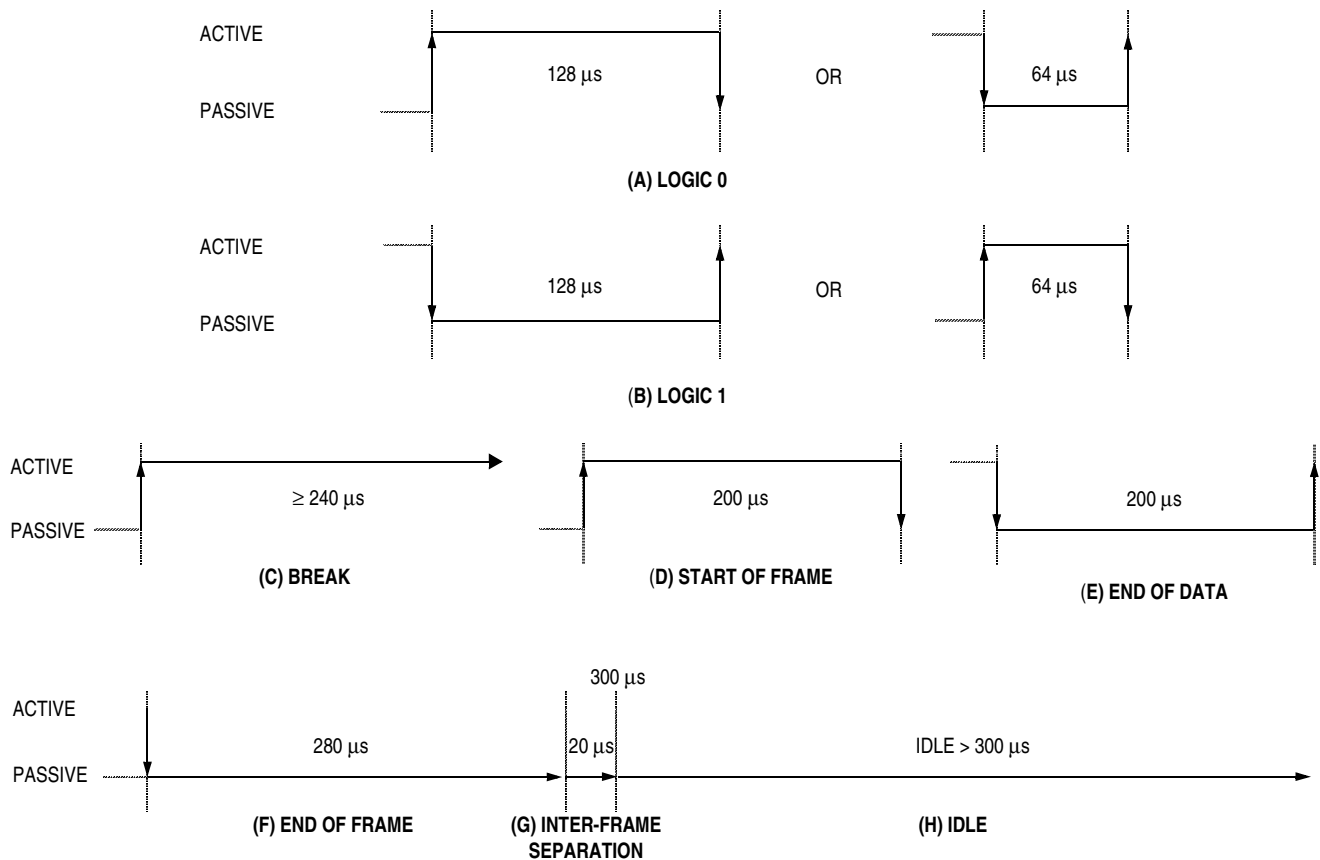 ACTIVE
128 μs
OR
64 μs
PASSIVE
(A) LOGIC 0
ACTIVE
128 μs
OR
64 μs
PASSIVE
(B) LOGIC 1
ACTIVE
≥ 240 μs
200 μs
200 μs
PASSIVE
(C) BREAK
(D) START OF FRAME
(E) END OF DATA
300 μs
ACTIVE
280 μs
20 μs
IDLE > 300 μs
PASSIVE
(F) END OF FRAME
(G) INTER-FRAME
SEPARATION
(H) IDLE